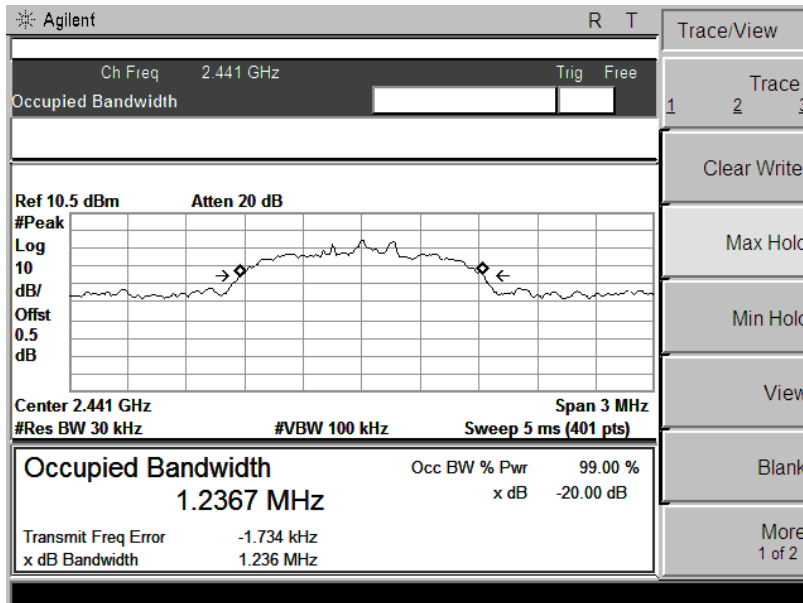 Agilent R T
Trace/View
Ch Freq 2.441 GHz Trig Free
Occupied Bandwidth
Trace
1 2 3
Clear Write
Ref 10.5 dBm Atten 20 dB
#Peak
Log
10
dB/
Offst
0.5
dB
Max Hold
Min Hold
Center 2.441 GHz Span 3 MHz
#Res BW 30 kHz #VBW 100 kHz Sweep 5 ms (401 pts)
View
Occupied Bandwidth
1.2367 MHz
Occ BW % Pwr 99.00 %
x dB -20.00 dB
Transmit Freq Error -1.734 kHz
x dB Bandwidth 1.236 MHz
Blank
More
1 of 2